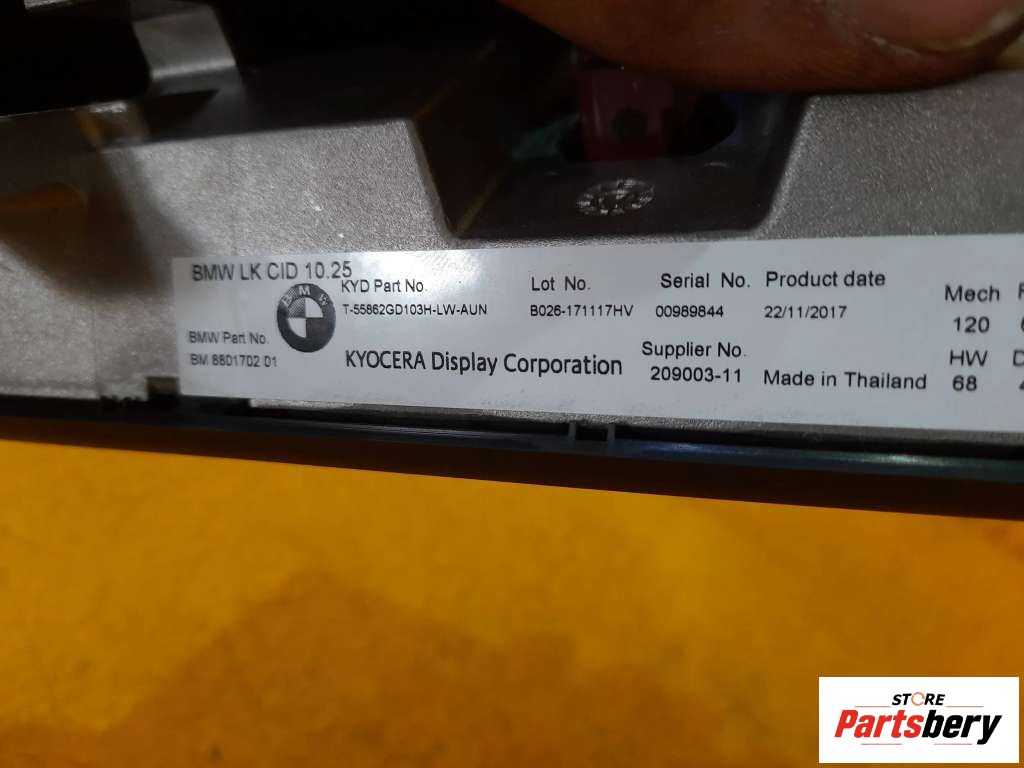 BMW LK CID 10.25
BMW
KYD Part No.
T-55862GD103H-LW-AUN
Lot No.
B026-171117HV
Serial No.
00989844
Product date
22/11/2017
Mech
120
BMW Part No.
BM 8801702 01
KYOCERA Display Corporation
Supplier No.
209003-11
Made in Thailand
HW
68
STORE
Partsbery